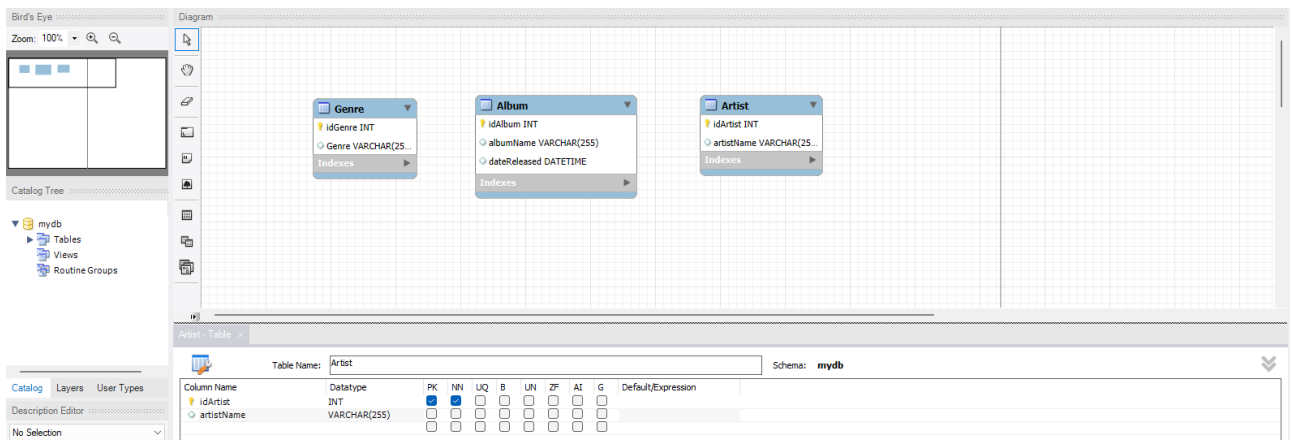 Bird's Eye
Zoom: 100%
Catalog Tree
mydb
Tables
Views
Routine Groups
Catalog Layers User Types
Description Editor
No Selection
Diagram
Genre
idGenre INT
Genre VARCHAR(25...
Indexes
Album
idAlbum INT
albumName VARCHAR(255)
dateReleased DATETIME
Indexes
Artist
idArtist INT
artistName VARCHAR(25...
Indexes
Artist - Table
Table Name: Artist Schema: mydb
Column Name Datatype PK NN UQ B UN ZF AI G Default/Expression
idArtist INT
artistName VARCHAR(255)